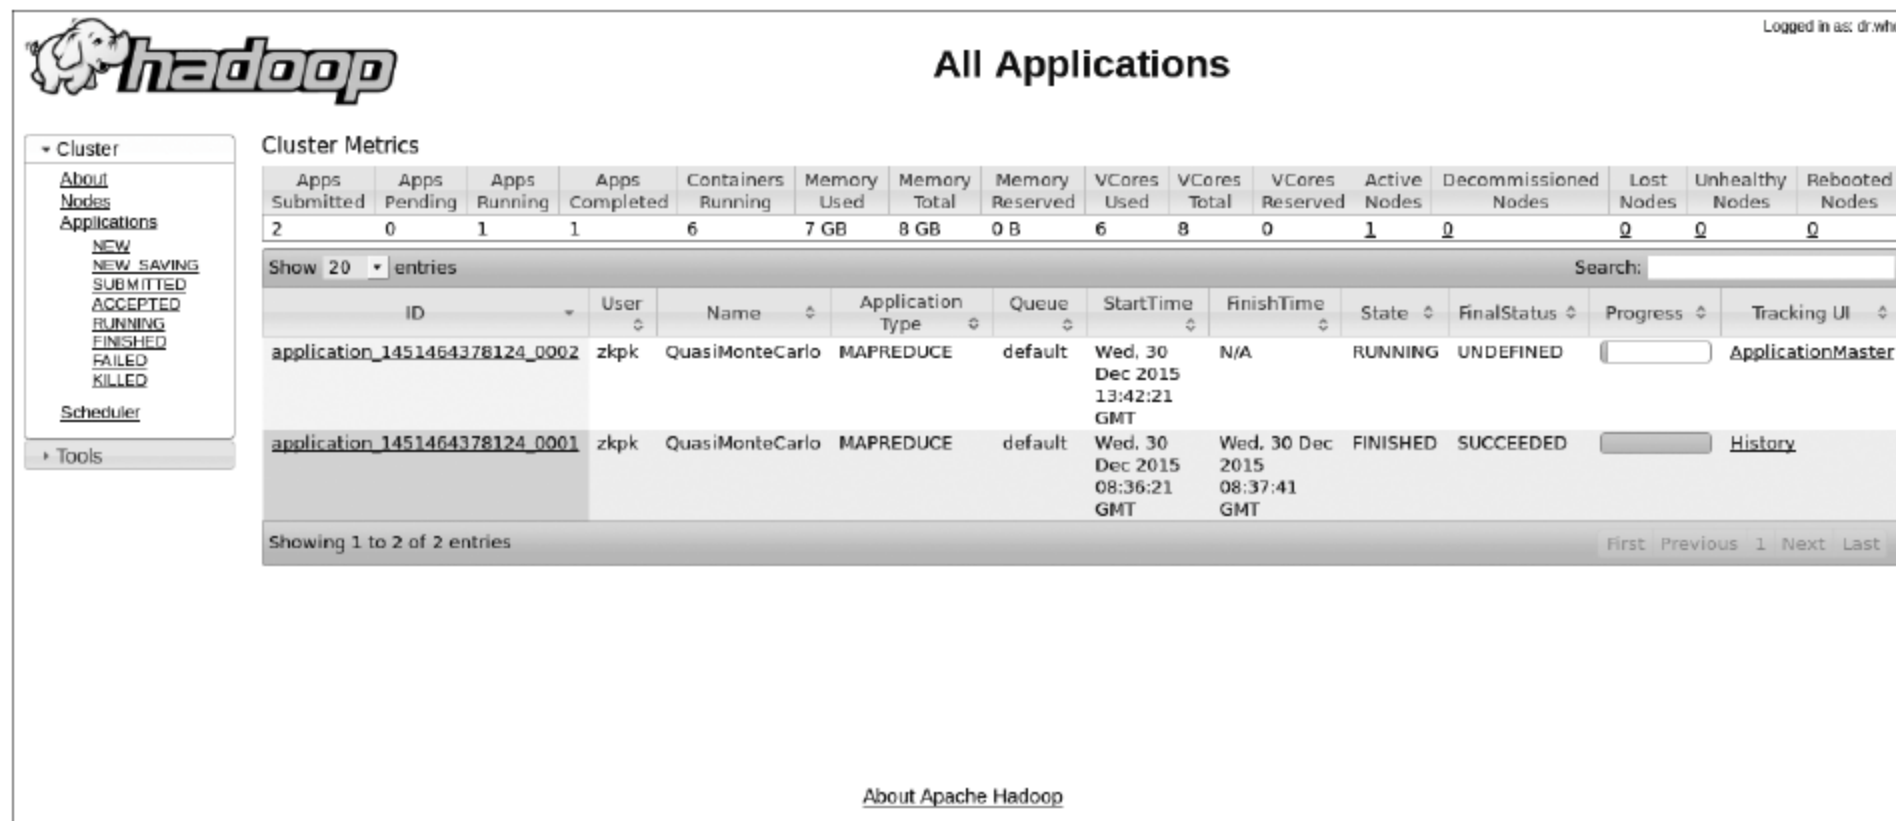 hadoop
Logged in as: dr.who
All Applications
Cluster
About
Nodes
Applications
NEW
NEW_SAVING
SUBMITTED
ACCEPTED
RUNNING
FINISHED
FAILED
KILLED
Scheduler
Tools
Cluster Metrics
Apps Submitted Apps Pending Apps Running Apps Completed Containers Running Memory Used Memory Total Memory Reserved VCores Used VCores Total VCores Reserved Active Nodes Decommissioned Nodes Lost Nodes Unhealthy Nodes Rebooted Nodes
2 0 1 1 6 7 GB 8 GB 0 B 6 8 0 1 0 0 0 0
Show 20 entries Search:
ID User Name Application Type Queue StartTime FinishTime State FinalStatus Progress Tracking UI
application_1451464378124_0002 zkpk QuasiMonteCarlo MAPREDUCE default Wed, 30 N/A RUNNING UNDEFINED ApplicationMaster
Dec 2015
13:42:21
GMT
application_1451464378124_0001 zkpk QuasiMonteCarlo MAPREDUCE default Wed, 30 Wed, 30 Dec FINISHED SUCCEEDED History
Dec 2015 2015
08:36:21 08:37:41
GMT GMT
Showing 1 to 2 of 2 entries First Previous 1 Next Last
About Apache Hadoop